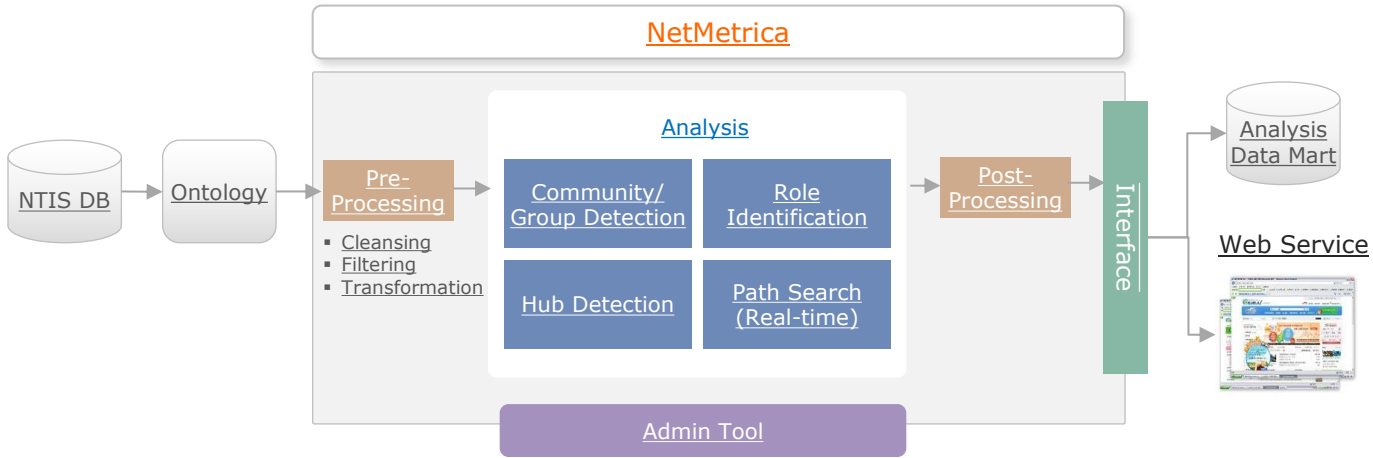 NetMetrica
NTIS DB
Ontology
Pre-
Processing
▪ Cleansing
▪ Filtering
▪ Transformation
Analysis
Community/
Group Detection
Role
Identification
Hub Detection
Path Search
(Real-time)
Post-
Processing
Interface
Analysis
Data Mart
Web Service
Admin Tool